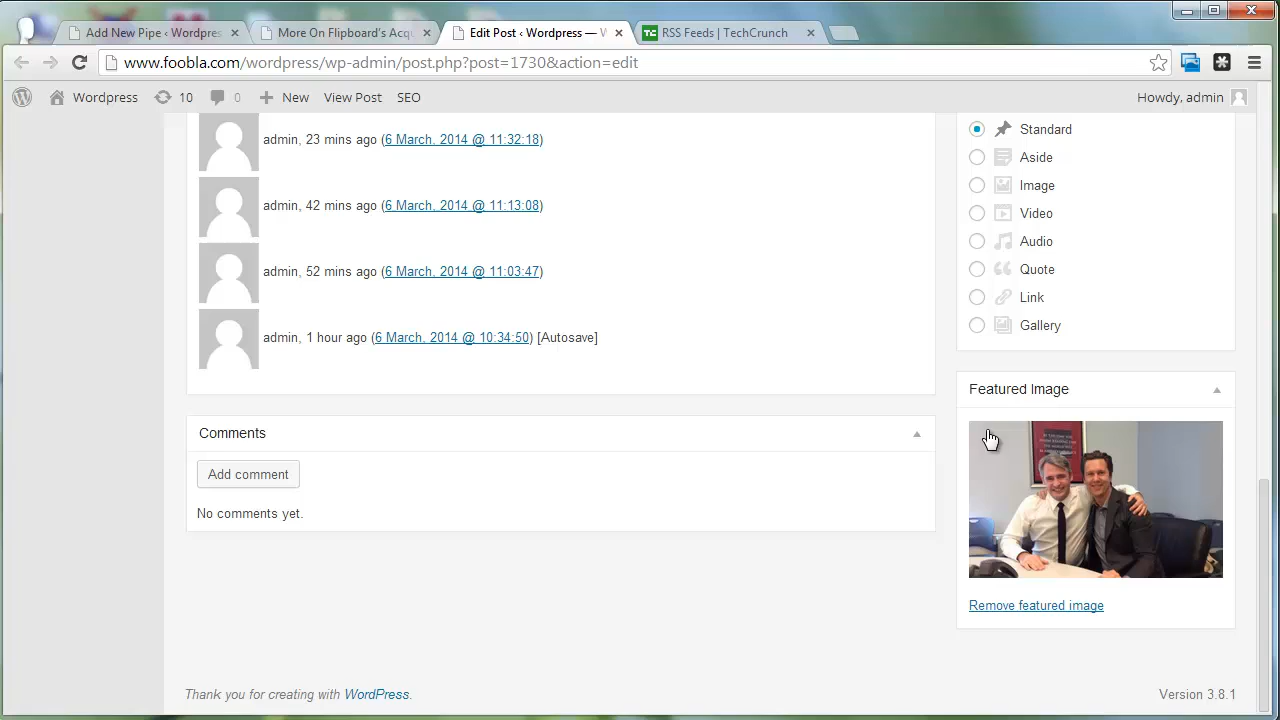 Add New Pipe ‹ Wordpres
More On Flipboard's Acqu
Edit Post ‹ Wordpress — W
RSS Feeds | TechCrunch
www.foobla.com/wordpress/wp-admin/post.php?post=1730&action=edit
Wordpress 10 0 New View Post SEO Howdy, admin
admin, 23 mins ago (6 March, 2014 @ 11:32:18)
admin, 42 mins ago (6 March, 2014 @ 11:13:08)
admin, 52 mins ago (6 March, 2014 @ 11:03:47)
admin, 1 hour ago (6 March, 2014 @ 10:34:50) [Autosave]
Comments
Add comment
No comments yet.
Standard
Aside
Image
Video
Audio
Quote
Link
Gallery
Featured Image
Remove featured image
Thank you for creating with WordPress.
Version 3.8.1